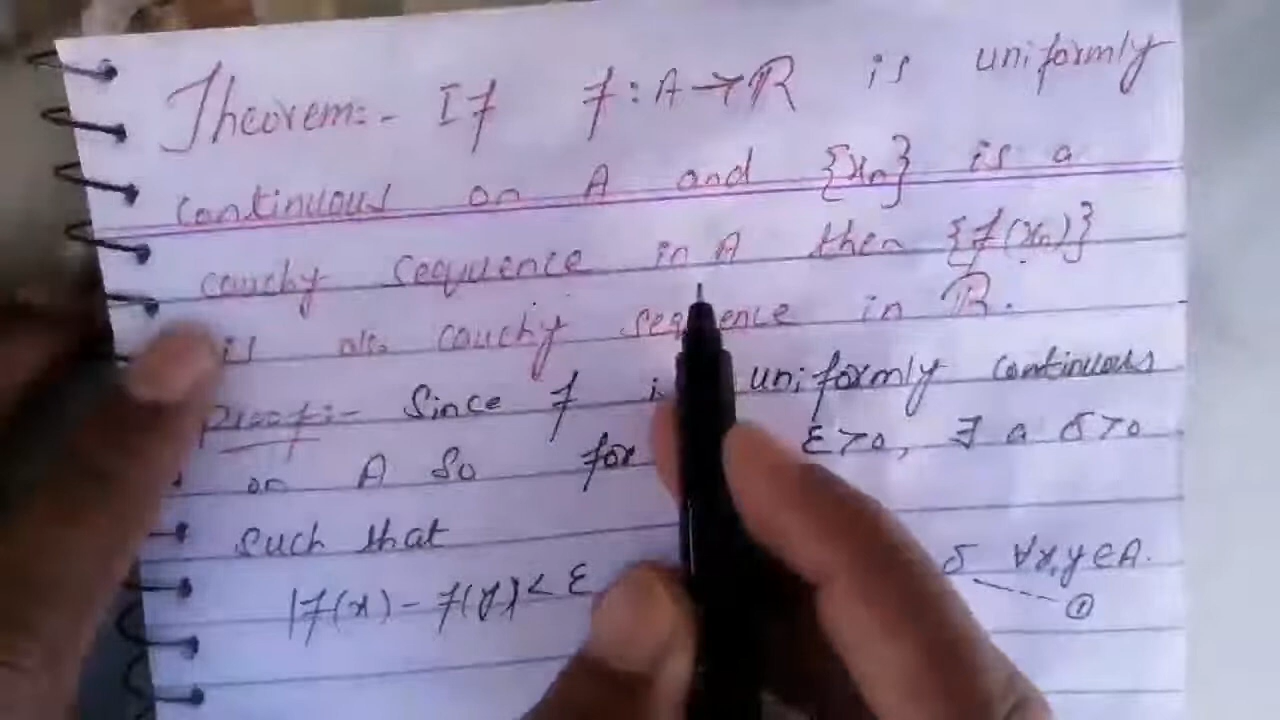 Theorem:- If f: A→R is uniformly
continuous on A and {xn} is a
cauchy sequence in A then {f(xn)}
is also cauchy sequence in R.
Proof:- Since f uniformly continuous
on A So for ε>0, ∃ a δ>0
such that
|f(x) - f(y)| < ε δ ∀x,y∈A.
①